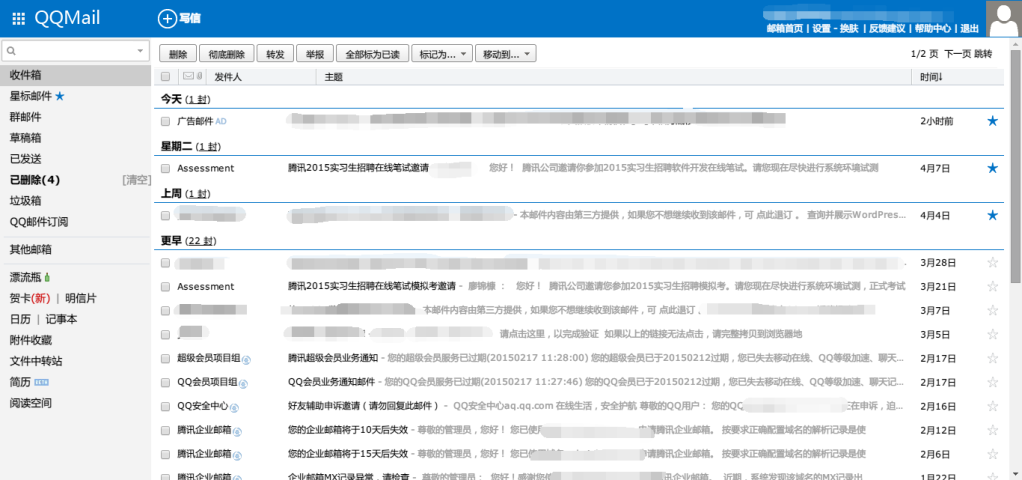 QQMail 写信
邮箱首页 | 设置 - 换肤 | 反馈建议 | 帮助中心 | 退出
删除 彻底删除 转发 举报 全部标为已读 标记为... 移动到... 1/2 页 下一页 跳转
收件箱
星标邮件
群邮件
草稿箱
已发送
已删除(4) [清空]
垃圾箱
QQ邮件订阅
其他邮箱
漂流瓶
贺卡(新) | 明信片
日历 | 记事本
附件收藏
文件中转站
简历
阅读空间
发件人 主题 时间↓
今天 (1 封)
广告邮件 AD 2小时前
星期二 (1 封)
Assessment 腾讯2015实习生招聘在线笔试邀请 您好！ 腾讯公司邀请你参加2015实习生招聘软件开发在线笔试。请您现在尽快进行系统环境测 4月7日
上周 (1 封)
- 本邮件内容由第三方提供，如果您不想继续收到该邮件，可 点此退订 。 查询并展示WordPres... 4月4日
更早 (22 封)
3月28日
Assessment 腾讯2015实习生招聘在线笔试模拟考邀请 - 廖锦檺 ： 您好！ 腾讯公司邀请您参加2015实习生招聘模拟考。请您现在尽快进行系统环境测试，正式考试 3月21日
本邮件内容由第三方提供，如果您不想继续收到该邮件，可 点此退订 、 3月7日
请点击这里，以完成验证 如果以上的链接无法点击，请完整拷贝到浏览器地 3月5日
超级会员项目组 腾讯超级会员业务通知 - 您的超级会员服务已过期(20150217 11:28:00) 您的超级会员已于20150212过期，您已失去移动在线、QQ等级加速、聊天... 2月17日
QQ会员项目组 QQ会员业务通知邮件 - 您的QQ会员服务已过期(20150217 11:27:46) 您的QQ会员已于20150212过期，您已失去移动在线、QQ等级加速、聊天记... 2月17日
QQ安全中心 好友辅助申诉邀请（请勿回复此邮件） - QQ安全中心aq.qq.com 在线生活，安全护航 尊敬的QQ用户： 您的QQ 正在申诉，追... 2月16日
腾讯企业邮箱 您的企业邮箱将于10天后失效 - 尊敬的管理员，您好！ 您已使用 申请腾讯企业邮箱。 按要求正确配置域名的解析记录是使 2月12日
腾讯企业邮箱 您的企业邮箱将于15天后失效 - 尊敬的管理员，您好！ 您已 请腾讯企业邮箱。 按要求正确配置域名的解析记录是使 2月6日
腾讯企业邮箱 企业邮箱MX记录异常，请检查 - 尊敬的管理员： 您好！感谢您 讯企业邮箱。 近期，系统发现该域名的MX记录出 1月22日